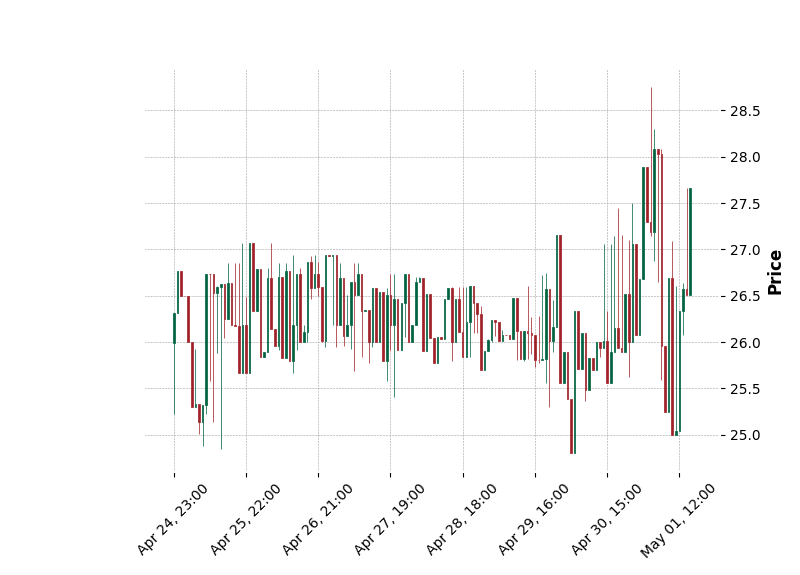 28.5
28.0
27.5
27.0
26.5
26.0
25.5
25.0
Price
Apr 24, 23:00
Apr 25, 22:00
Apr 26, 21:00
Apr 27, 19:00
Apr 28, 18:00
Apr 29, 16:00
Apr 30, 15:00
May 01, 12:00